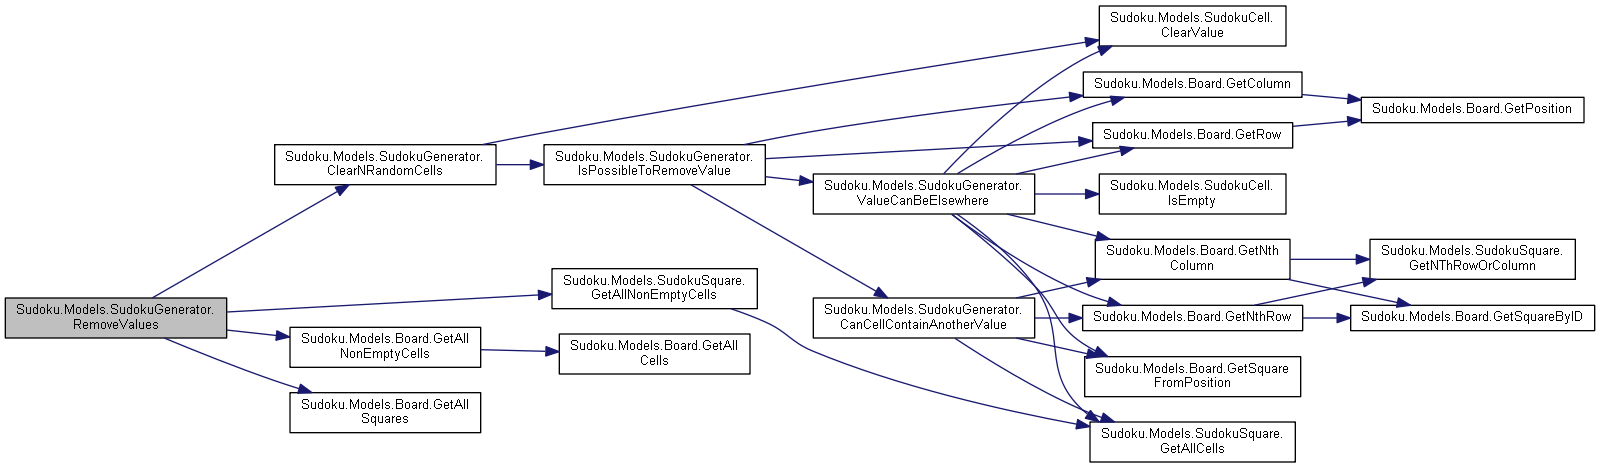 Sudoku.Models.SudokuGenerator.
RemoveValues
Sudoku.Models.SudokuGenerator.
ClearNRandomCells
Sudoku.Models.SudokuSquare.
GetAllNonEmptyCells
Sudoku.Models.Board.GetAll
NonEmptyCells
Sudoku.Models.Board.GetAll
Squares
Sudoku.Models.SudokuGenerator.
IsPossibleToRemoveValue
Sudoku.Models.Board.GetAll
Cells
Sudoku.Models.SudokuGenerator.
ValueCanBeElsewhere
Sudoku.Models.SudokuGenerator.
CanCellContainAnotherValue
Sudoku.Models.SudokuCell.
ClearValue
Sudoku.Models.Board.GetColumn
Sudoku.Models.Board.GetRow
Sudoku.Models.SudokuCell.
IsEmpty
Sudoku.Models.Board.GetNth
Column
Sudoku.Models.Board.GetNthRow
Sudoku.Models.Board.GetSquare
FromPosition
Sudoku.Models.SudokuSquare.
GetAllCells
Sudoku.Models.Board.GetPosition
Sudoku.Models.SudokuSquare.
GetNThRowOrColumn
Sudoku.Models.Board.GetSquareByID